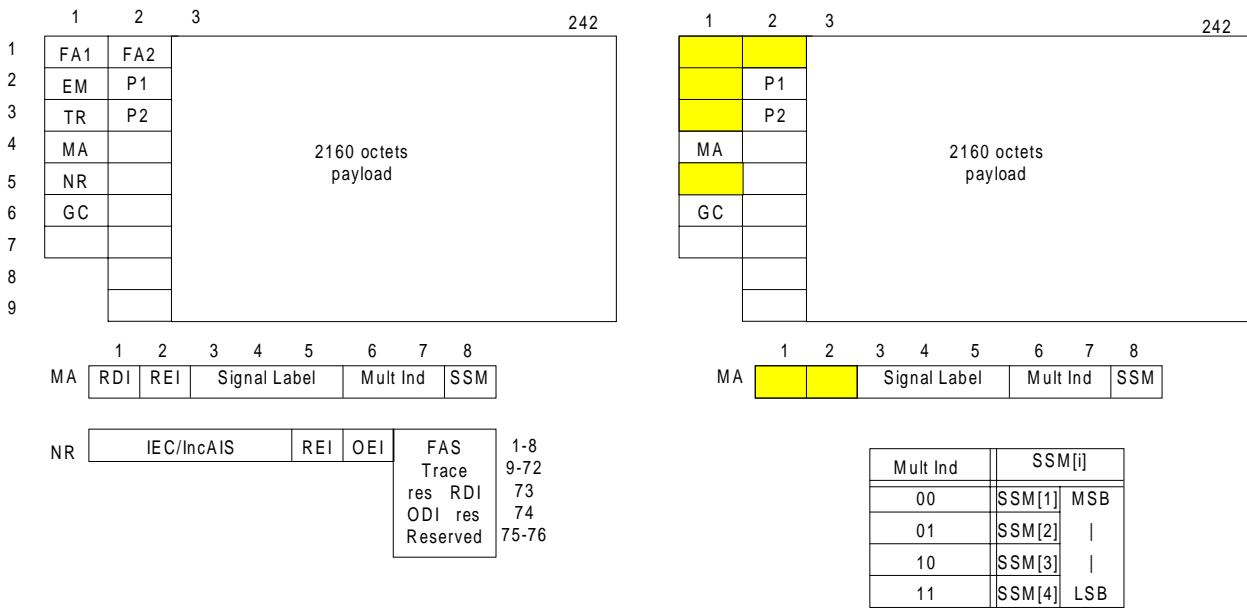 1 2 3 242
1 FA1 FA2
2 EM P1
3 TR P2
4 MA
5 NR
6 GC
7
8
9
2160 octets
payload
1 2 3 4 5 6 7 8
MA RDI REI Signal Label Mult Ind SSM
NR IEC/IncAIS REI OEI FAS 1-8
Trace 9-72
res RDI 73
ODI res 74
Reserved 75-76
1 2 3 242
P1
P2
MA
GC
2160 octets
payload
1 2 3 4 5 6 7 8
MA Signal Label Mult Ind SSM
Mult Ind SSM[i]
00 SSM[1] MSB
01 SSM[2] |
10 SSM[3] |
11 SSM[4] LSB